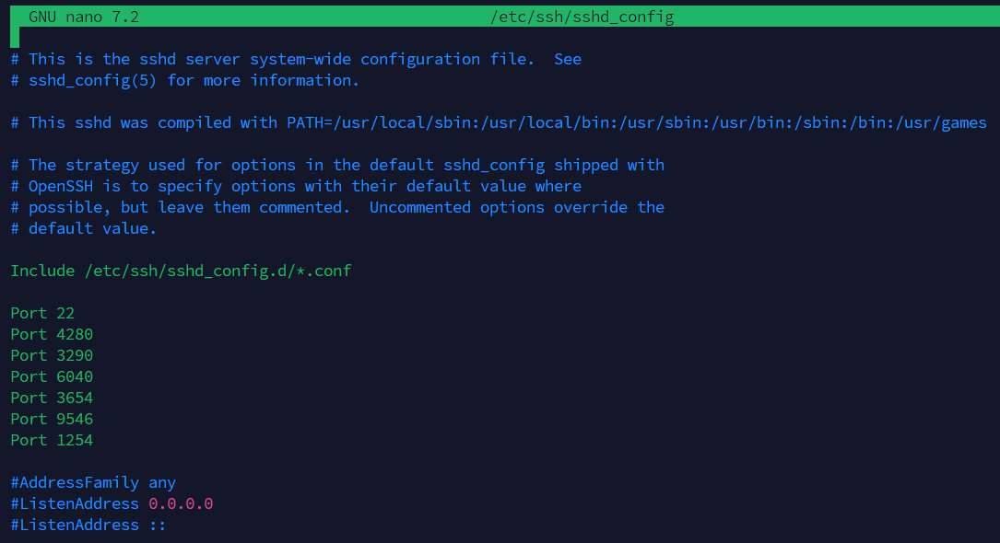 GNU nano 7.2 /etc/ssh/sshd_config
# This is the sshd server system-wide configuration file.  See
# sshd_config(5) for more information.
# This sshd was compiled with PATH=/usr/local/sbin:/usr/local/bin:/usr/sbin:/usr/bin:/sbin:/bin:/usr/games
# The strategy used for options in the default sshd_config shipped with
# OpenSSH is to specify options with their default value where
# possible, but leave them commented.  Uncommented options override the
# default value.
Include /etc/ssh/sshd_config.d/*.conf
Port 22
Port 4280
Port 3290
Port 6040
Port 3654
Port 9546
Port 1254
#AddressFamily any
#ListenAddress 0.0.0.0
#ListenAddress ::